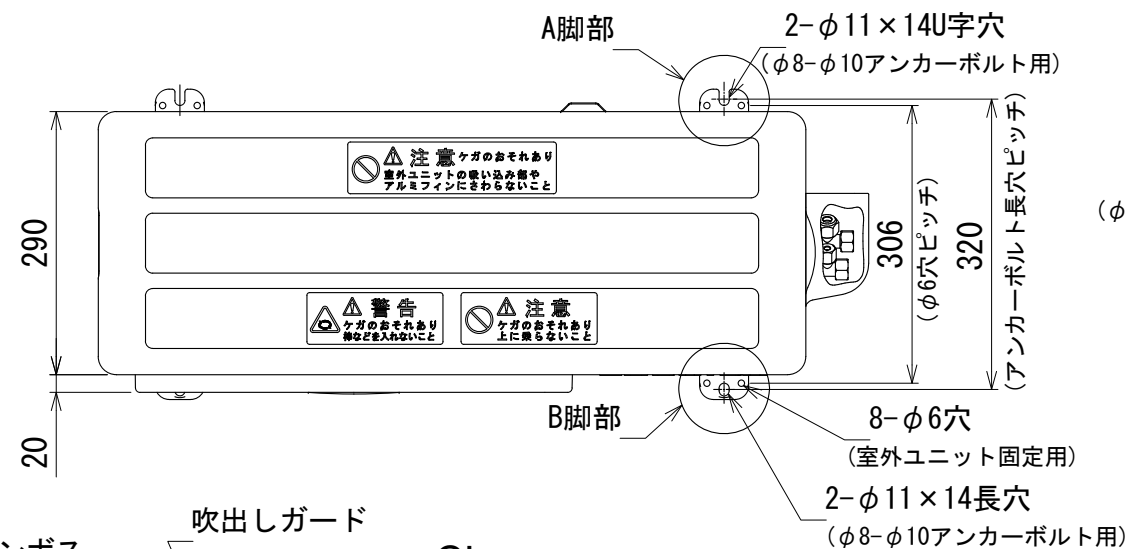 A脚部
2-φ11×14U字穴
(φ8-φ10アンカーボルト用)
注意 ケガのおそれあり
室外ユニットの吸い込み部や
アルミフィンにさわらないこと
290
306
(φ6穴ピッチ)
320
(アンカーボルト長穴ピッチ)
(φ
警告
ケガのおそれあり
棒などを入れないこと
注意
ケガのおそれあり
上に乗らないこと
20
B脚部
8-φ6穴
(室外ユニット固定用)
2-φ11×14長穴
(φ8-φ10アンカーボルト用)
吹出しガード